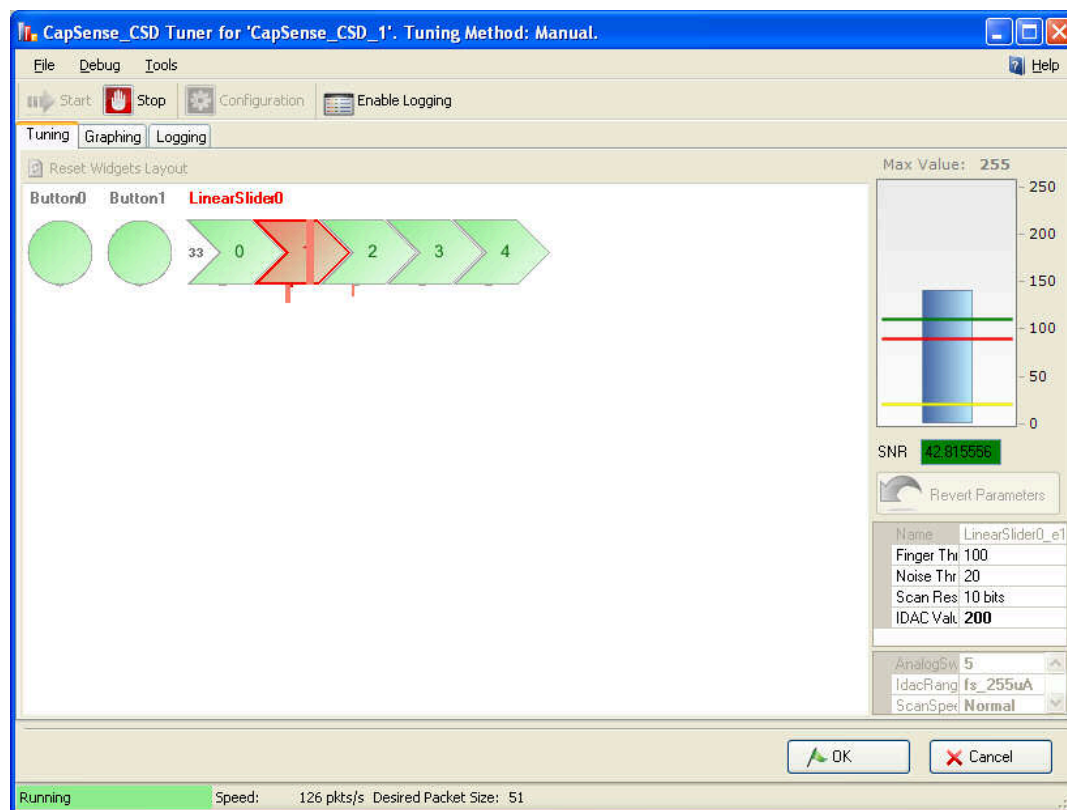 CapSense_CSD Tuner for 'CapSense_CSD_1'. Tuning Method: Manual.
File Debug Tools Help
Start Stop Configuration Enable Logging
Tuning Graphing Logging
Reset Widgets Layout
Max Value: 255
Button0 Button1 LinearSlider0
33 0 1 2 3 4
250
200
150
100
50
0
SNR 42.815556
Revert Parameters
Name LinearSlider0_e1
Finger Thr 100
Noise Thr 20
Scan Res 10 bits
IDAC Valu 200
AnalogSw 5
IdacRang fs_255uA
ScanSpee Normal
OK Cancel
Running Speed: 126 pkts/s Desired Packet Size: 51